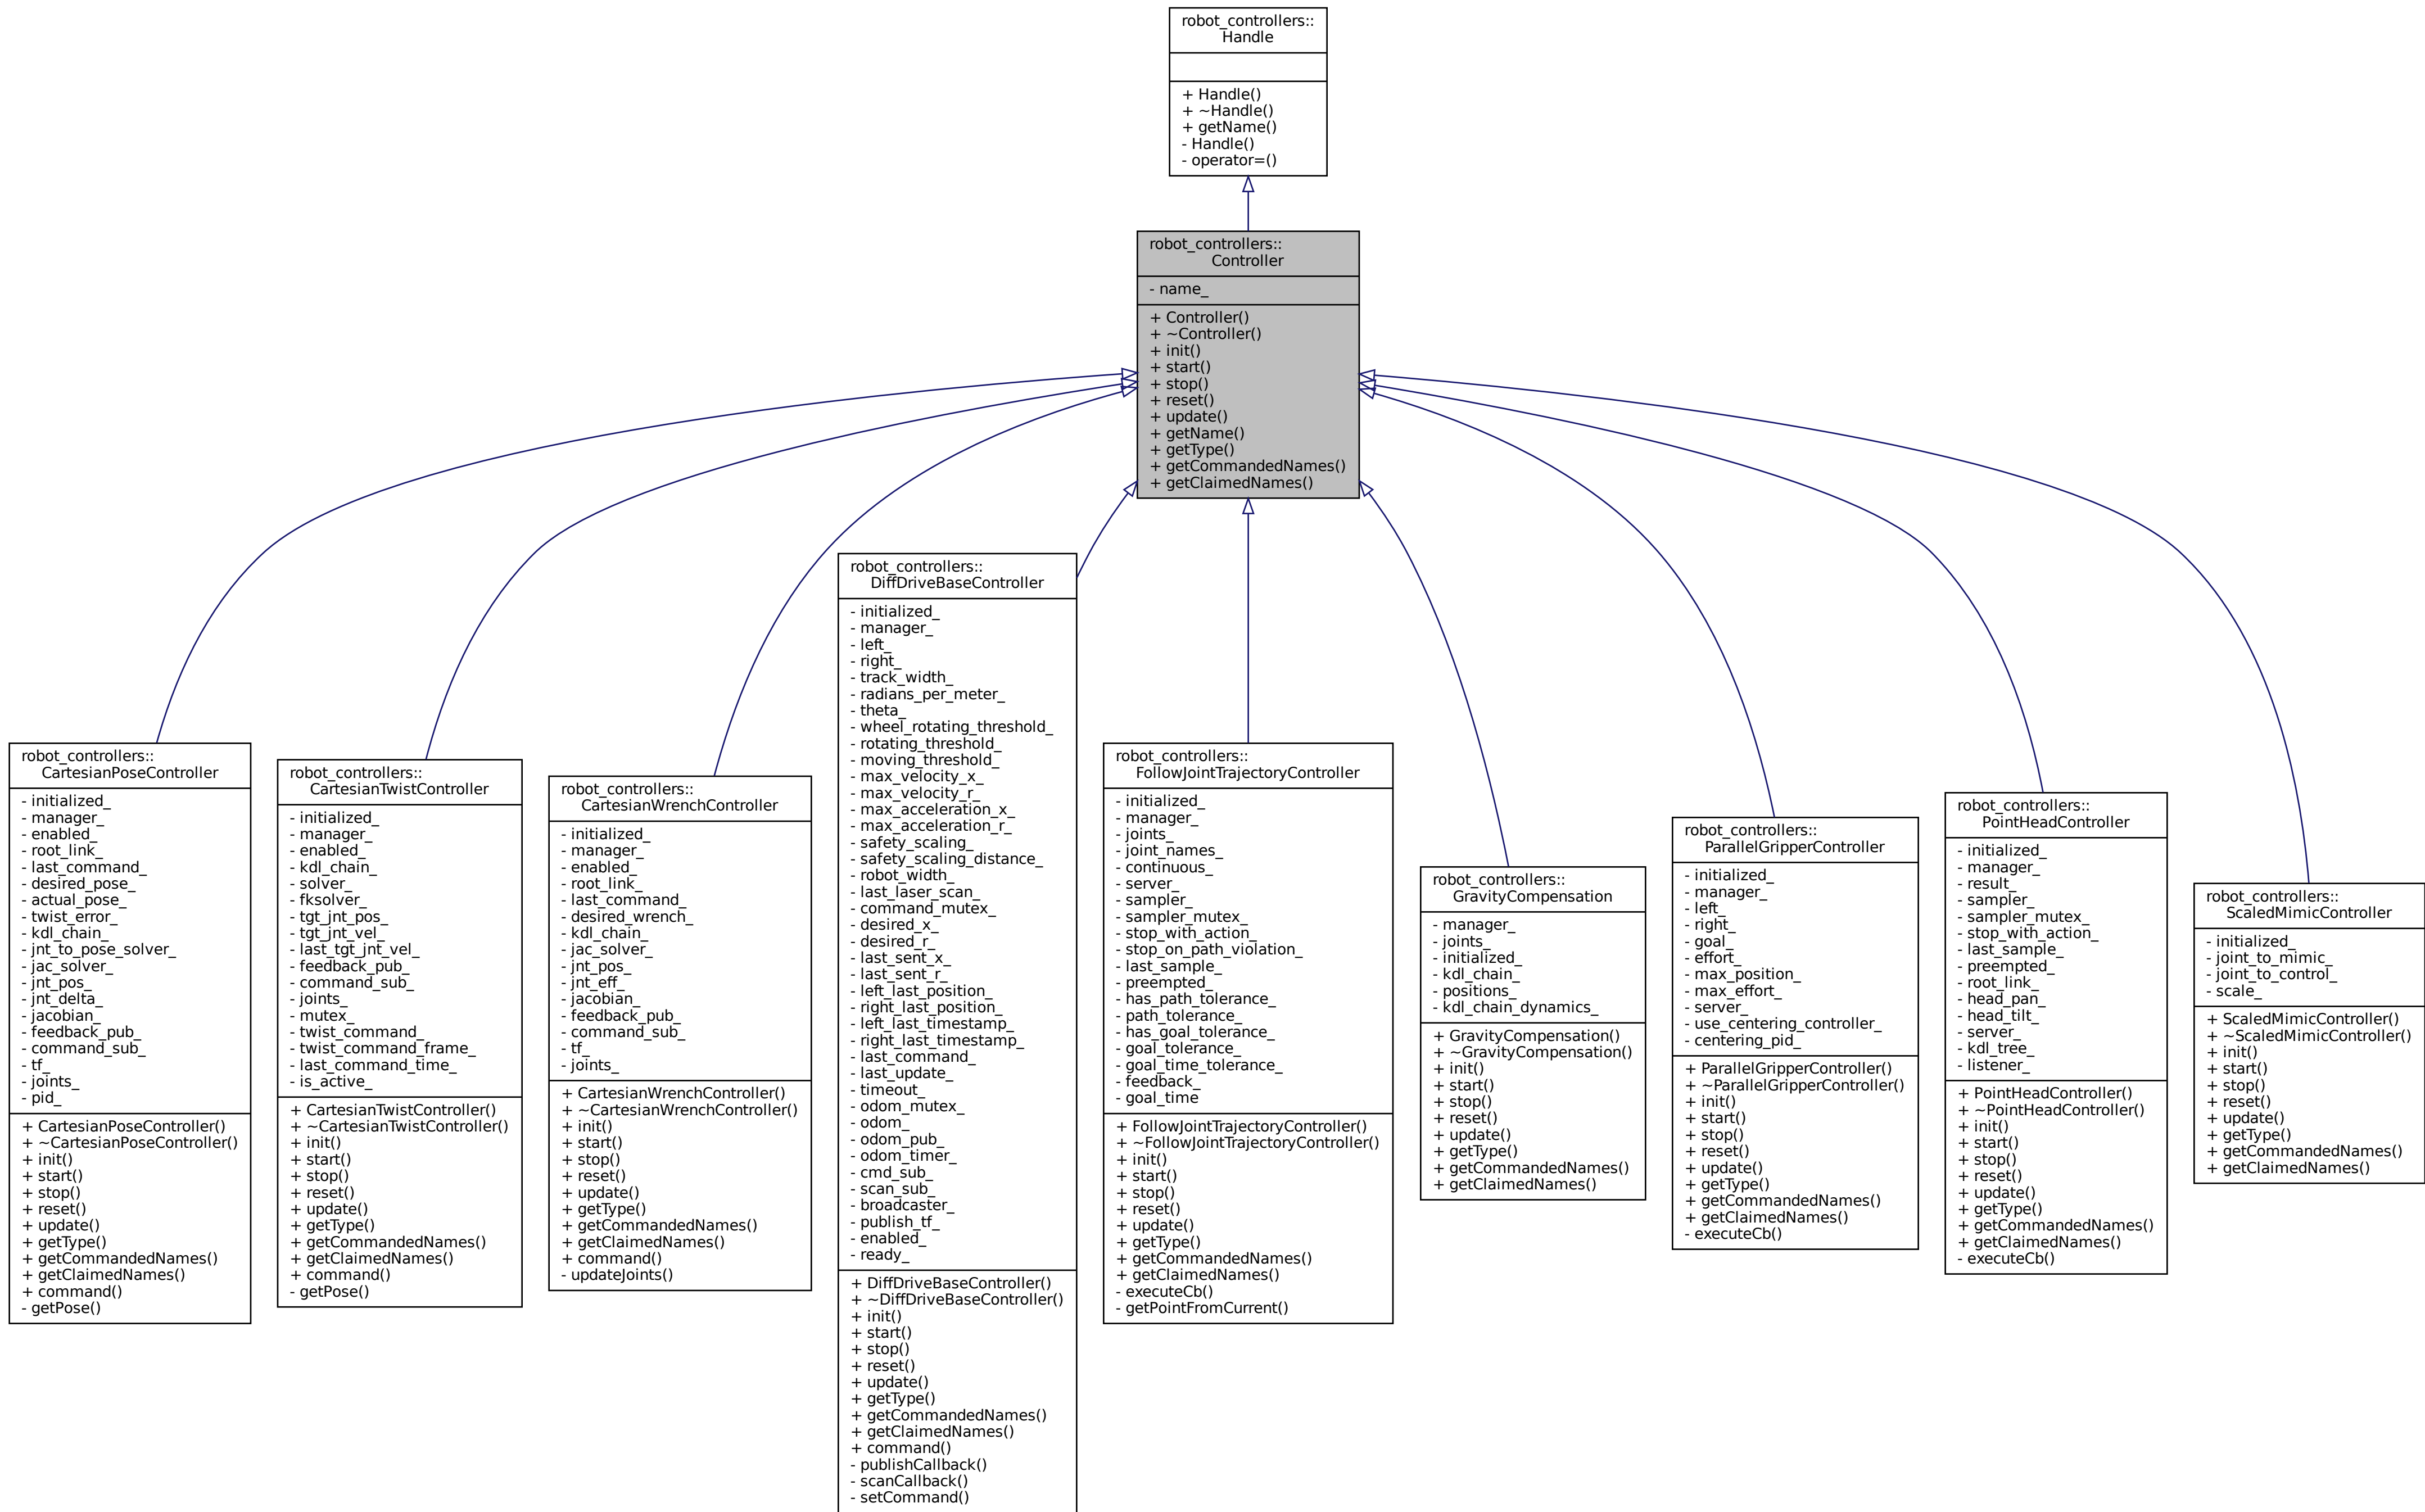 robot_controllers::
Handle
+ Handle()
+ ~Handle()
+ getName()
- Handle()
- operator=()
robot_controllers::
Controller
- name_
+ Controller()
+ ~Controller()
+ init()
+ start()
+ stop()
+ reset()
+ update()
+ getName()
+ getType()
+ getCommandedNames()
+ getClaimedNames()
robot_controllers::
CartesianPoseController
- initialized_
- manager_
- enabled_
- root_link_
- last_command_
- desired_pose_
- actual_pose_
- twist_error_
- kdl_chain_
- jnt_to_pose_solver_
- jac_solver_
- jnt_pos_
- jnt_delta_
- jacobian_
- feedback_pub_
- command_sub_
- tf_
- joints_
- pid_
+ CartesianPoseController()
+ ~CartesianPoseController()
+ init()
+ start()
+ stop()
+ reset()
+ update()
+ getType()
+ getCommandedNames()
+ getClaimedNames()
+ command()
- getPose()
robot_controllers::
CartesianTwistController
- initialized_
- manager_
- enabled_
- kdl_chain_
- solver_
- fksolver_
- tgt_jnt_pos_
- tgt_jnt_vel_
- last_tgt_jnt_vel_
- feedback_pub_
- command_sub_
- joints_
- mutex_
- twist_command_
- twist_command_frame_
- last_command_time_
- is_active_
+ CartesianTwistController()
+ ~CartesianTwistController()
+ init()
+ start()
+ stop()
+ reset()
+ update()
+ getType()
+ getCommandedNames()
+ getClaimedNames()
+ command()
- getPose()
robot_controllers::
CartesianWrenchController
- initialized_
- manager_
- enabled_
- root_link_
- last_command_
- desired_wrench_
- kdl_chain_
- jac_solver_
- jnt_pos_
- jnt_eff_
- jacobian_
- feedback_pub_
- command_sub_
- tf_
- joints_
+ CartesianWrenchController()
+ ~CartesianWrenchController()
+ init()
+ start()
+ stop()
+ reset()
+ update()
+ getType()
+ getCommandedNames()
+ getClaimedNames()
+ command()
- updateJoints()
robot_controllers::
DiffDriveBaseController
- initialized_
- manager_
- left_
- right_
- track_width_
- radians_per_meter_
- theta_
- wheel_rotating_threshold_
- rotating_threshold_
- moving_threshold_
- max_velocity_x_
- max_velocity_r_
- max_acceleration_x_
- max_acceleration_r_
- safety_scaling_
- safety_scaling_distance_
- robot_width_
- last_laser_scan_
- command_mutex_
- desired_x_
- desired_r_
- last_sent_x_
- last_sent_r_
- left_last_position_
- right_last_position_
- left_last_timestamp_
- right_last_timestamp_
- last_command_
- last_update_
- timeout_
- odom_mutex_
- odom_
- odom_pub_
- odom_timer_
- cmd_sub_
- scan_sub_
- broadcaster_
- publish_tf_
- enabled_
- ready_
+ DiffDriveBaseController()
+ ~DiffDriveBaseController()
+ init()
+ start()
+ stop()
+ reset()
+ update()
+ getType()
+ getCommandedNames()
+ getClaimedNames()
+ command()
- publishCallback()
- scanCallback()
- setCommand()
robot_controllers::
FollowJointTrajectoryController
- initialized_
- manager_
- joints_
- joint_names_
- continuous_
- server_
- sampler_
- sampler_mutex_
- stop_with_action_
- stop_on_path_violation_
- last_sample_
- preempted_
- has_path_tolerance_
- path_tolerance_
- has_goal_tolerance_
- goal_tolerance_
- goal_time_tolerance_
- feedback_
- goal_time
+ FollowJointTrajectoryController()
+ ~FollowJointTrajectoryController()
+ init()
+ start()
+ stop()
+ reset()
+ update()
+ getType()
+ getCommandedNames()
+ getClaimedNames()
- executeCb()
- getPointFromCurrent()
robot_controllers::
GravityCompensation
- manager_
- joints_
- initialized_
- kdl_chain_
- positions_
- kdl_chain_dynamics_
+ GravityCompensation()
+ ~GravityCompensation()
+ init()
+ start()
+ stop()
+ reset()
+ update()
+ getType()
+ getCommandedNames()
+ getClaimedNames()
robot_controllers::
ParallelGripperController
- initialized_
- manager_
- left_
- right_
- goal_
- effort_
- max_position_
- max_effort_
- server_
- use_centering_controller_
- centering_pid_
+ ParallelGripperController()
+ ~ParallelGripperController()
+ init()
+ start()
+ stop()
+ reset()
+ update()
+ getType()
+ getCommandedNames()
+ getClaimedNames()
- executeCb()
robot_controllers::
PointHeadController
- initialized_
- manager_
- result_
- sampler_
- sampler_mutex_
- stop_with_action_
- last_sample_
- preempted_
- root_link_
- head_pan_
- head_tilt_
- server_
- kdl_tree_
- listener_
+ PointHeadController()
+ ~PointHeadController()
+ init()
+ start()
+ stop()
+ reset()
+ update()
+ getType()
+ getCommandedNames()
+ getClaimedNames()
- executeCb()
robot_controllers::
ScaledMimicController
- initialized_
- joint_to_mimic_
- joint_to_control_
- scale_
+ ScaledMimicController()
+ ~ScaledMimicController()
+ init()
+ start()
+ stop()
+ reset()
+ update()
+ getType()
+ getCommandedNames()
+ getClaimedNames()